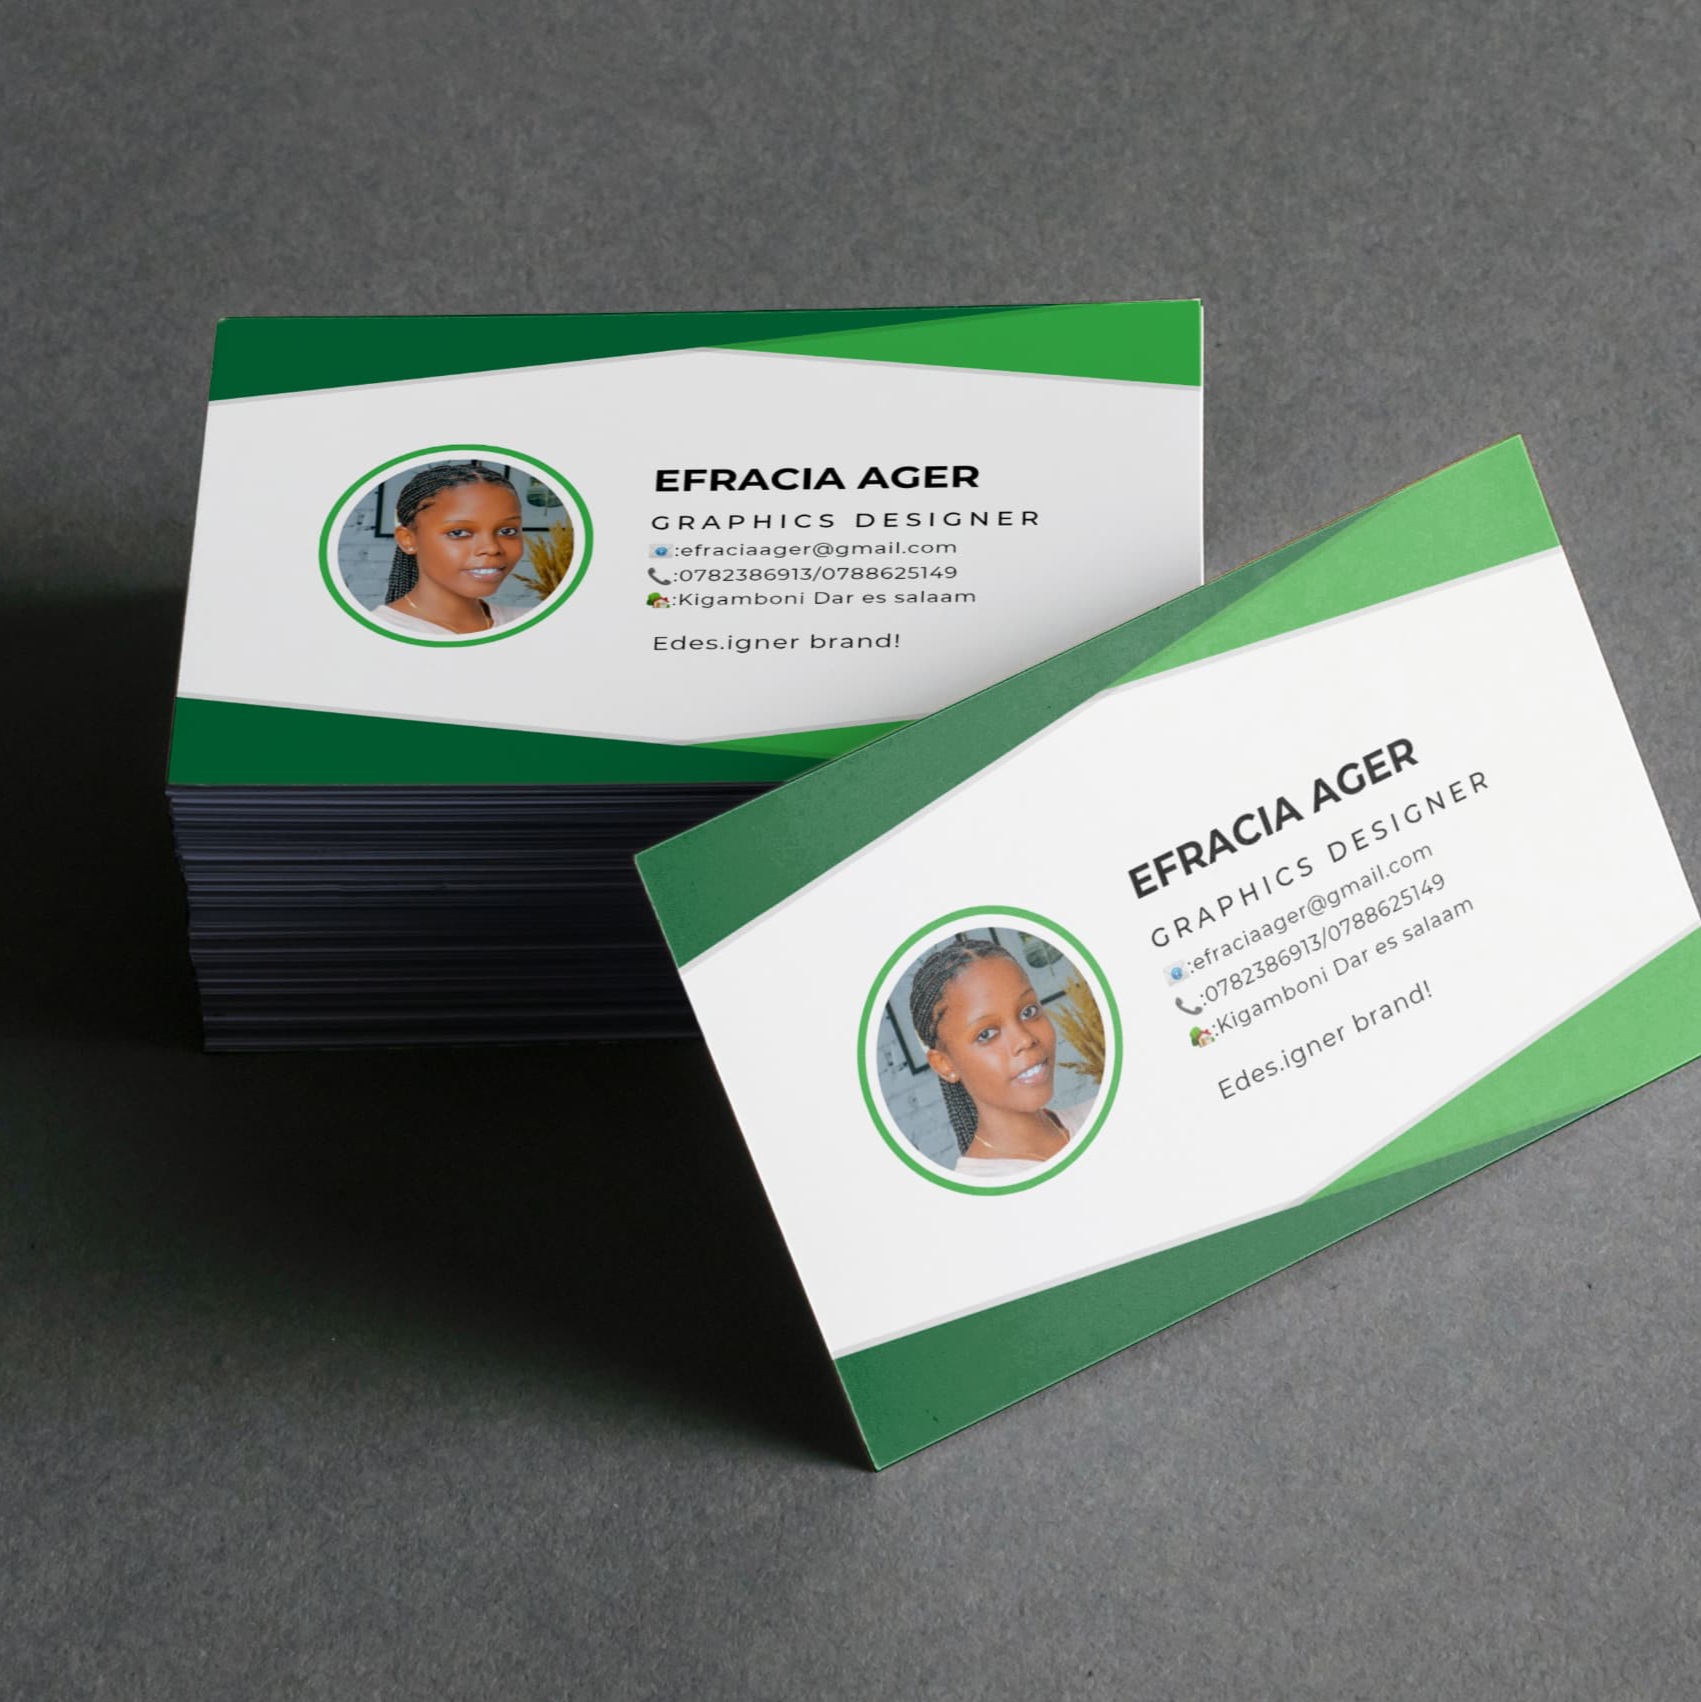 EFRACIA AGER
GRAPHICS DESIGNER
:efraciaager@gmail.com
:0782386913/0788625149
:Kigamboni Dar es salaam
Edes.igner brand!
EFRACIA AGER
GRAPHICS DESIGNER
:efraciaager@gmail.com
:0782386913/0788625149
:Kigamboni Dar es salaam
Edes.igner brand!